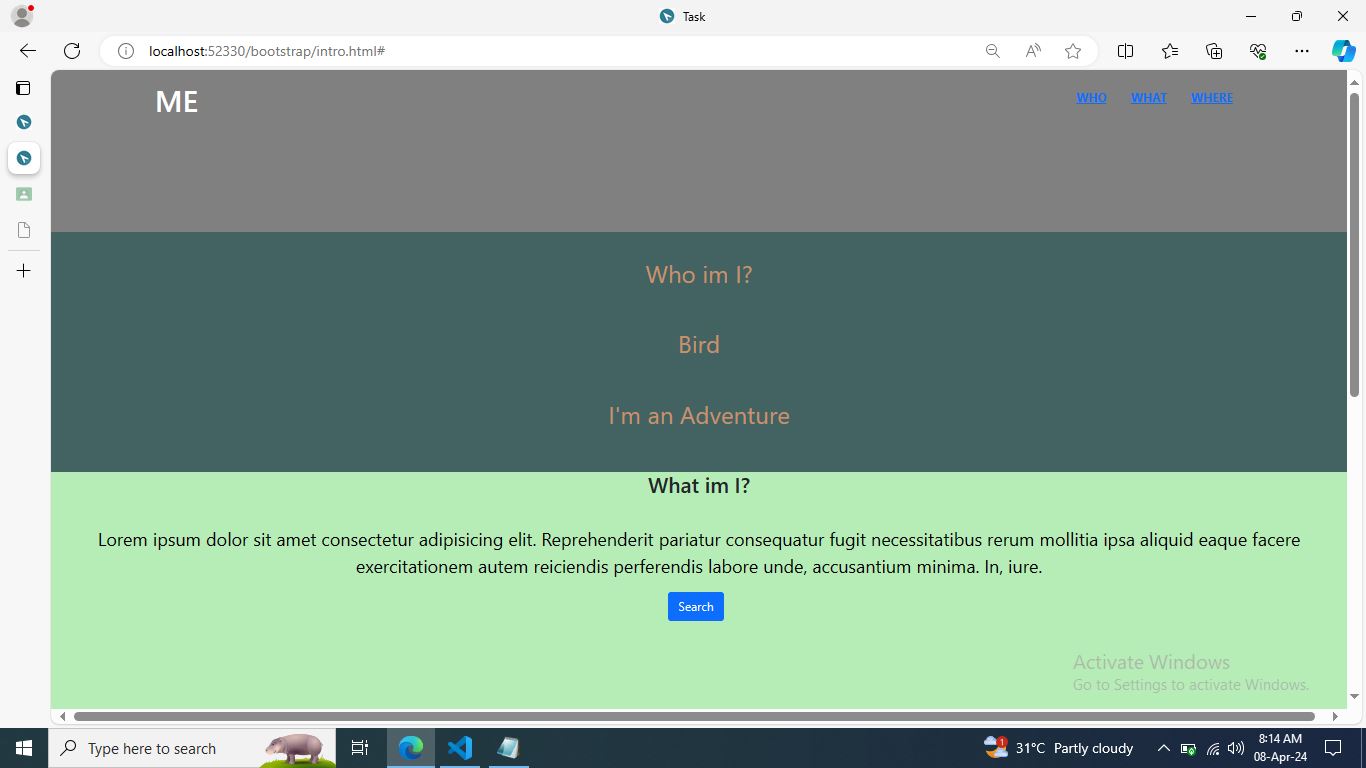 Task
localhost:52330/bootstrap/intro.html#
ME
WHO WHAT WHERE
Who im I?
Bird
I'm an Adventure
What im I?
Lorem ipsum dolor sit amet consectetur adipisicing elit. Reprehenderit pariatur consequatur fugit necessitatibus rerum mollitia ipsa aliquid eaque facere
exercitationem autem reiciendis perferendis labore unde, accusantium minima. In, iure.
Search
Activate Windows
Go to Settings to activate Windows.
Type here to search
1
31°C Partly cloudy
8:14 AM
08-Apr-24